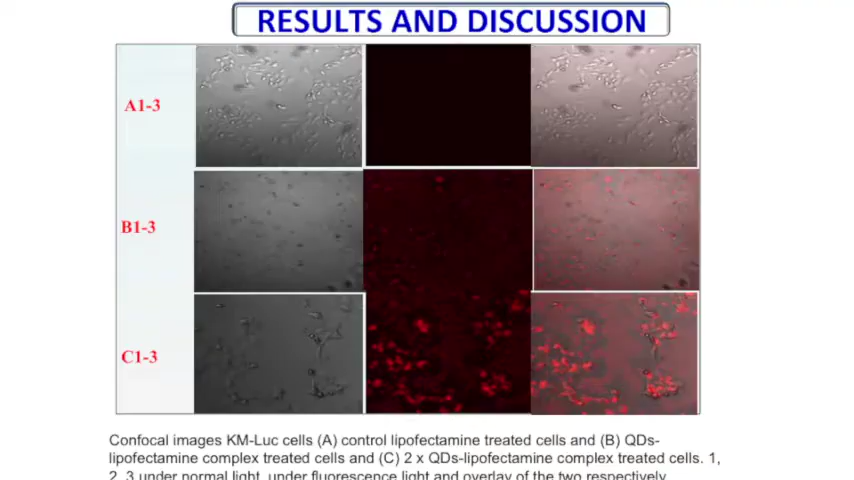 RESULTS AND DISCUSSION
A1-3
B1-3
C1-3
Confocal images KM-Luc cells (A) control lipofectamine treated cells and (B) QDs-
lipofectamine complex treated cells and (C) 2 x QDs-lipofectamine complex treated cells. 1,
2, 3 under normal light, under fluorescence light and overlay of the two respectively